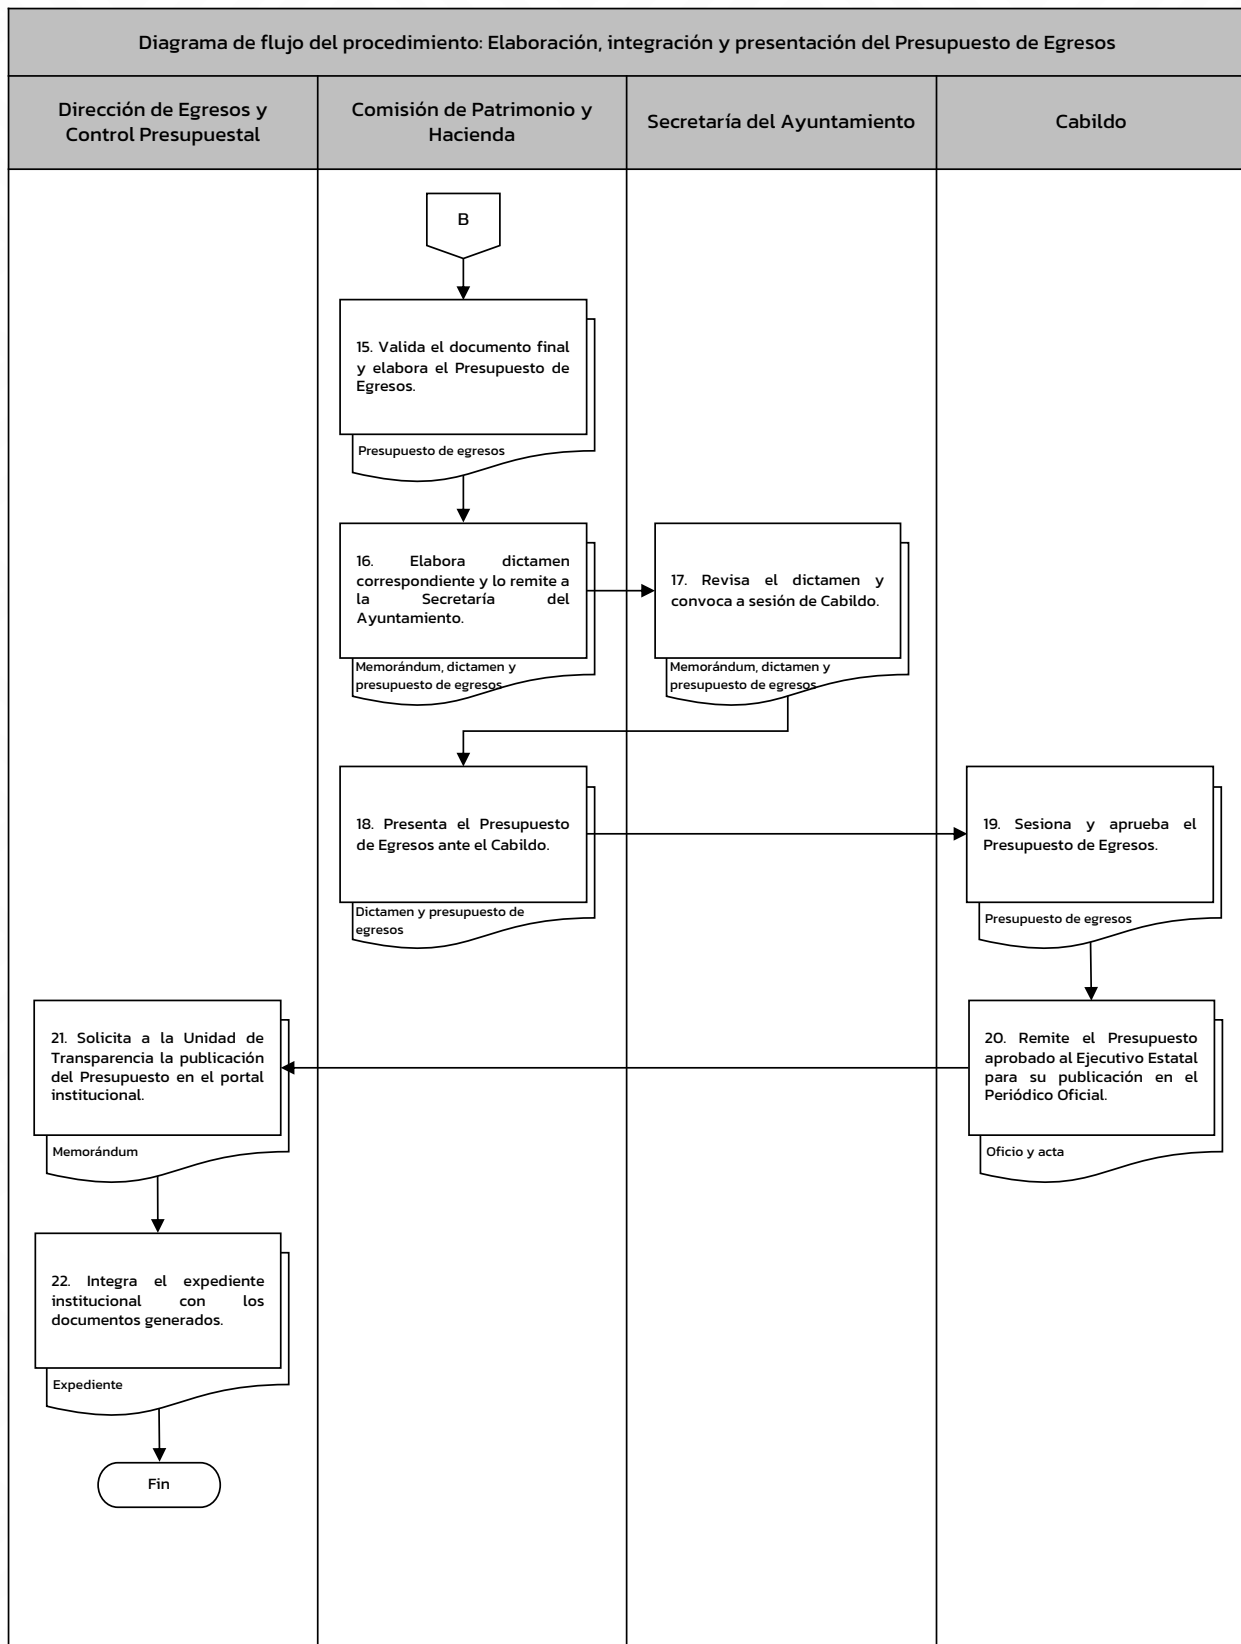 Diagrama de flujo del procedimiento: Elaboración, integración y presentación del Presupuesto de Egresos
Dirección de Egresos y
Control Presupuestal
Comisión de Patrimonio y
Hacienda
Secretaría del Ayuntamiento
Cabildo
B
15. Valida el documento final
y elabora el Presupuesto de
Egresos.
Presupuesto de egresos
16. Elabora dictamen
correspondiente y lo remite a
la Secretaría del
Ayuntamiento.
Memorándum, dictamen y
presupuesto de egresos
17. Revisa el dictamen y
convoca a sesión de Cabildo.
Memorándum, dictamen y
presupuesto de egresos
18. Presenta el Presupuesto
de Egresos ante el Cabildo.
Dictamen y presupuesto de
egresos
19. Sesiona y aprueba el
Presupuesto de Egresos.
Presupuesto de egresos
20. Remite el Presupuesto
aprobado al Ejecutivo Estatal
para su publicación en el
Periódico Oficial.
Oficio y acta
21. Solicita a la Unidad de
Transparencia la publicación
del Presupuesto en el portal
institucional.
Memorándum
22. Integra el expediente
institucional con los
documentos generados.
Expediente
Fin